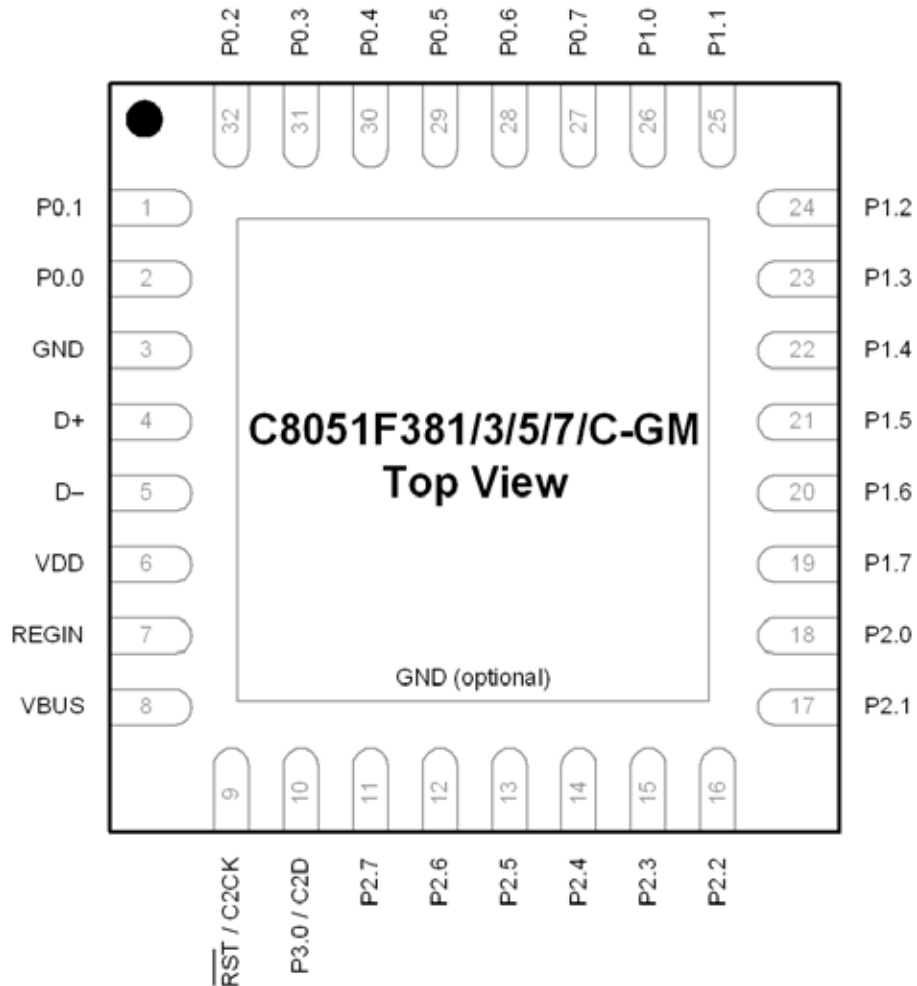 P0.2
P0.3
P0.4
P0.5
P0.6
P0.7
P1.0
P1.1
32
31
30
29
28
27
26
25
P0.1
1
24
P1.2
P0.0
2
23
P1.3
GND
3
22
P1.4
D+
4
21
P1.5
C8051F381/3/5/7/C-GM
Top View
D–
5
20
P1.6
VDD
6
19
P1.7
REGIN
7
18
P2.0
GND (optional)
VBUS
8
17
P2.1
9
10
11
12
13
14
15
16
RST / C2CK
P3.0 / C2D
P2.7
P2.6
P2.5
P2.4
P2.3
P2.2